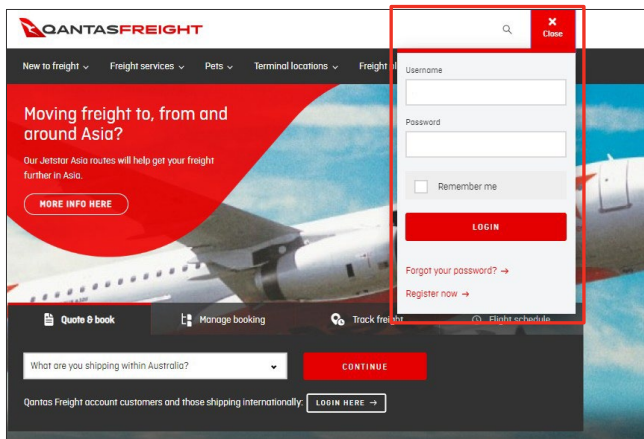 QANTASFREIGHT
Close
New to freight
Freight services
Pets
Terminal locations
Freight
Username
Password
Remember me
LOGIN
Forgot your password? →
Register now →
Moving freight to, from and
around Asia?
Our Jetstar Asia routes will help get your freight
further in Asia.
MORE INFO HERE
Quote & book
Manage booking
Track freight
Flight schedule
What are you shipping within Australia?
CONTINUE
Qantas Freight account customers and those shipping internationally:
LOGIN HERE →